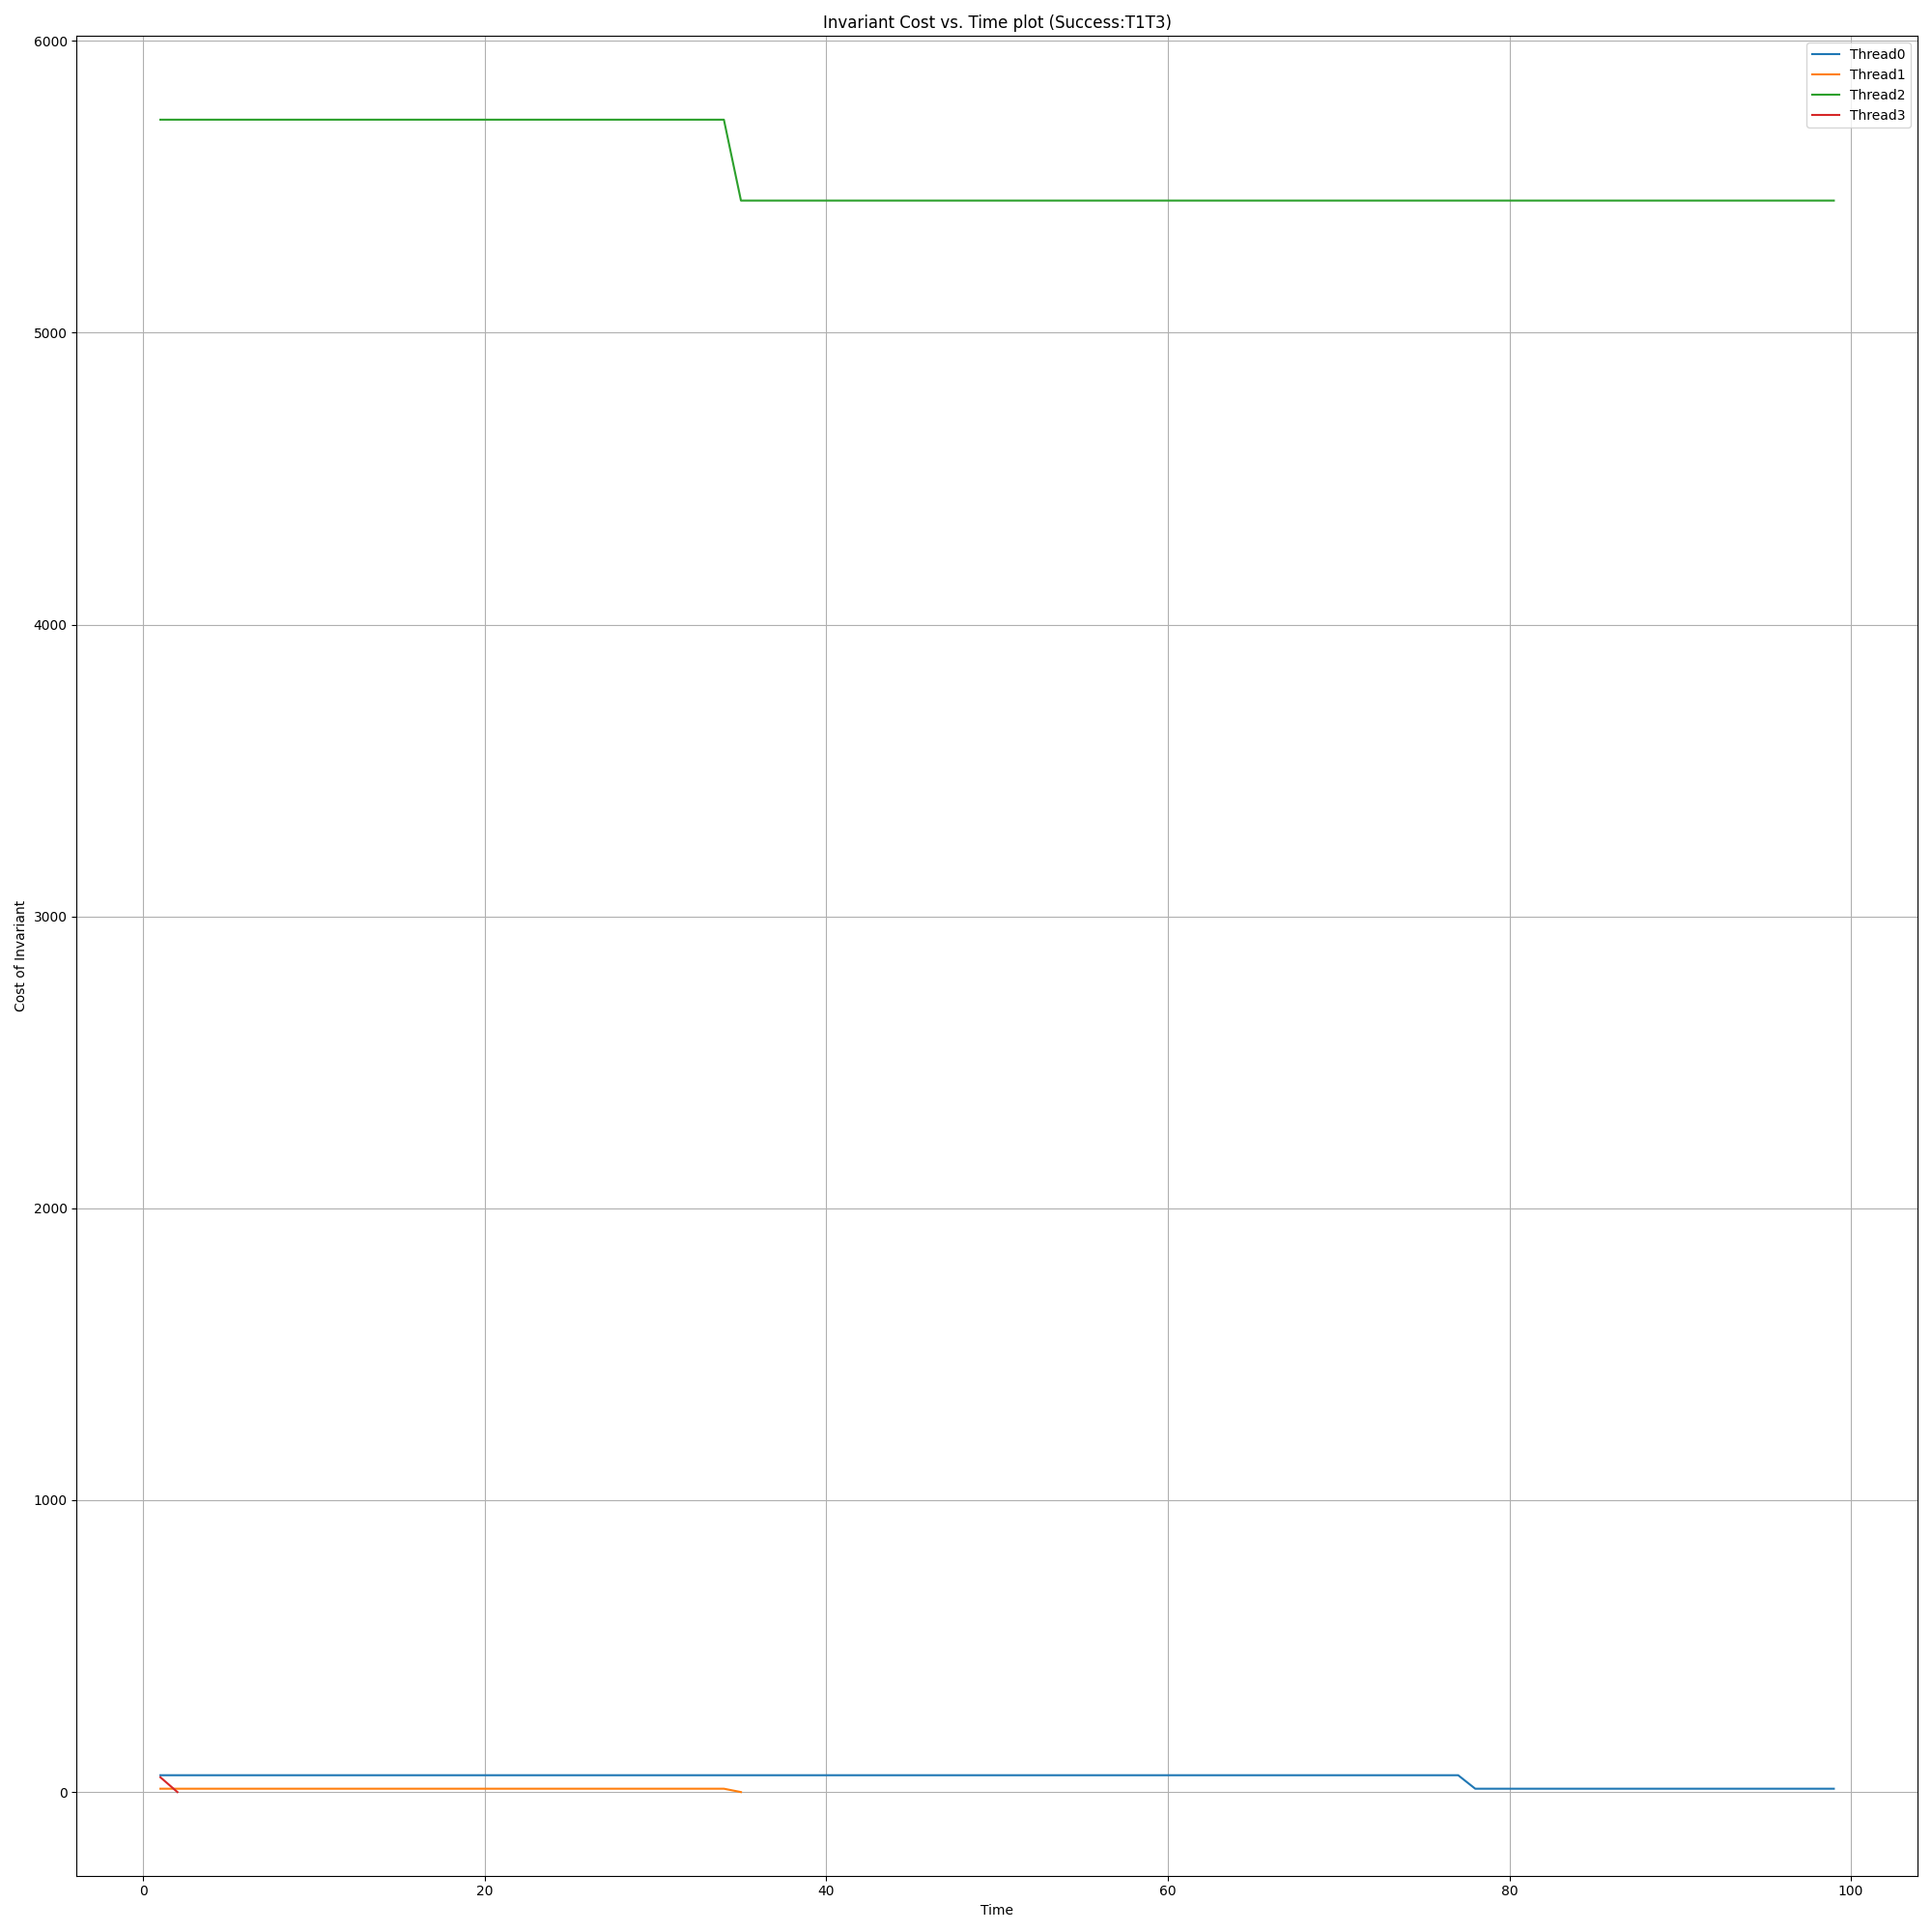 Invariant Cost vs. Time plot (Success:T1T3)
Thread0
Thread1
Thread2
Thread3
6000
5000
4000
3000
2000
1000
0
Cost of Invariant
0 20 40 60 80 100
Time